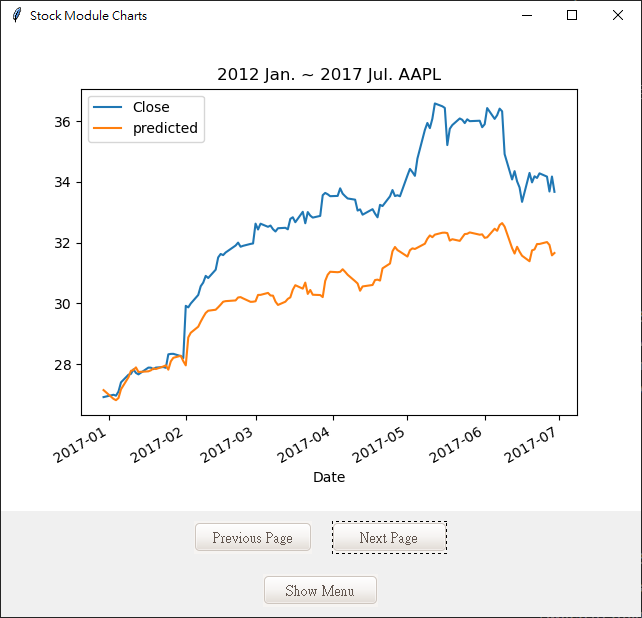 Stock Module Charts
2012 Jan. ~ 2017 Jul. AAPL
Close
predicted
36
34
32
30
28
2017-01
2017-02
2017-03
2017-04
2017-05
2017-06
2017-07
Date
Previous Page
Next Page
Show Menu